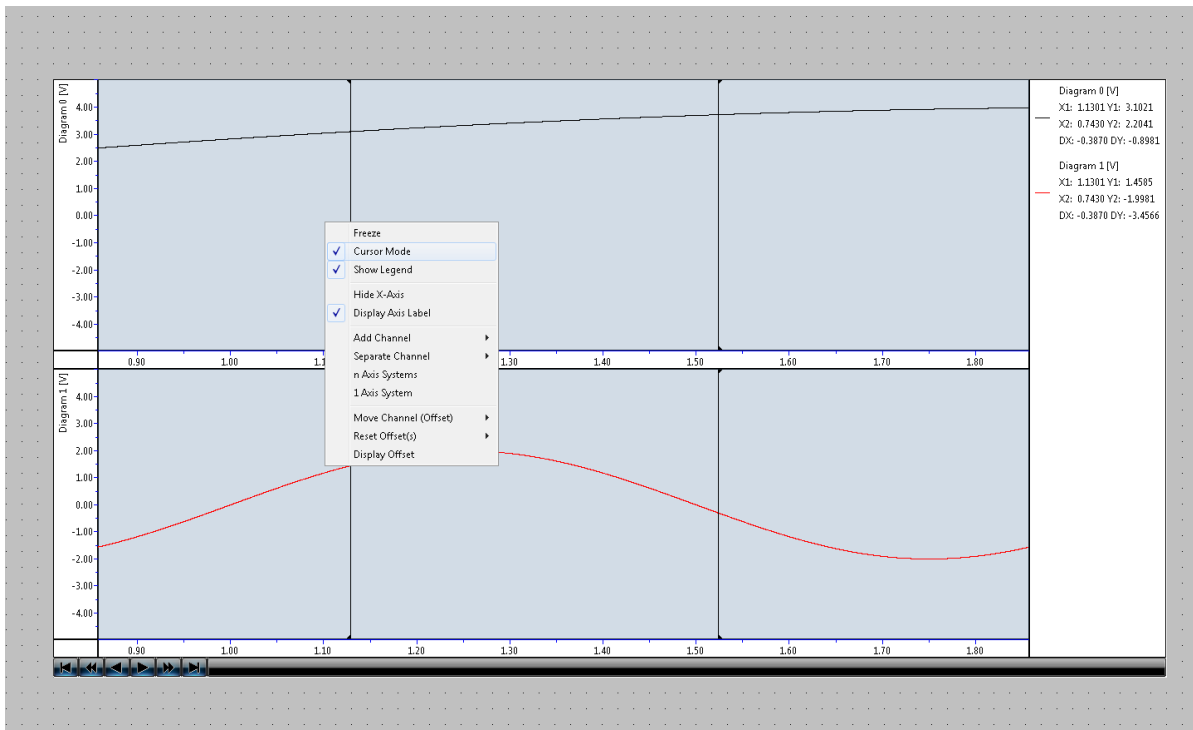 Diagram 0 [V]
4.00
3.00
2.00
1.00
0.00
-1.00
-2.00
-3.00
-4.00
0.90
1.00
1.10
1.30
1.40
1.50
1.60
1.70
1.80
Diagram 0 [V]
X1: 1.1301 Y1: 3.1021
X2: 0.7430 Y2: 2.2041
DX: -0.3870 DY: -0.8981
Diagram 1 [V]
X1: 1.1301 Y1: 1.4585
X2: 0.7430 Y2: -1.9981
DX: -0.3870 DY: -3.4566
Freeze
Cursor Mode
Show Legend
Hide X-Axis
Display Axis Label
Add Channel
Separate Channel
n Axis Systems
1 Axis System
Move Channel (Offset)
Reset Offset(s)
Display Offset
Diagram 1 [V]
4.00
3.00
2.00
1.00
0.00
-1.00
-2.00
-3.00
-4.00
0.90
1.00
1.10
1.20
1.30
1.40
1.50
1.60
1.70
1.80